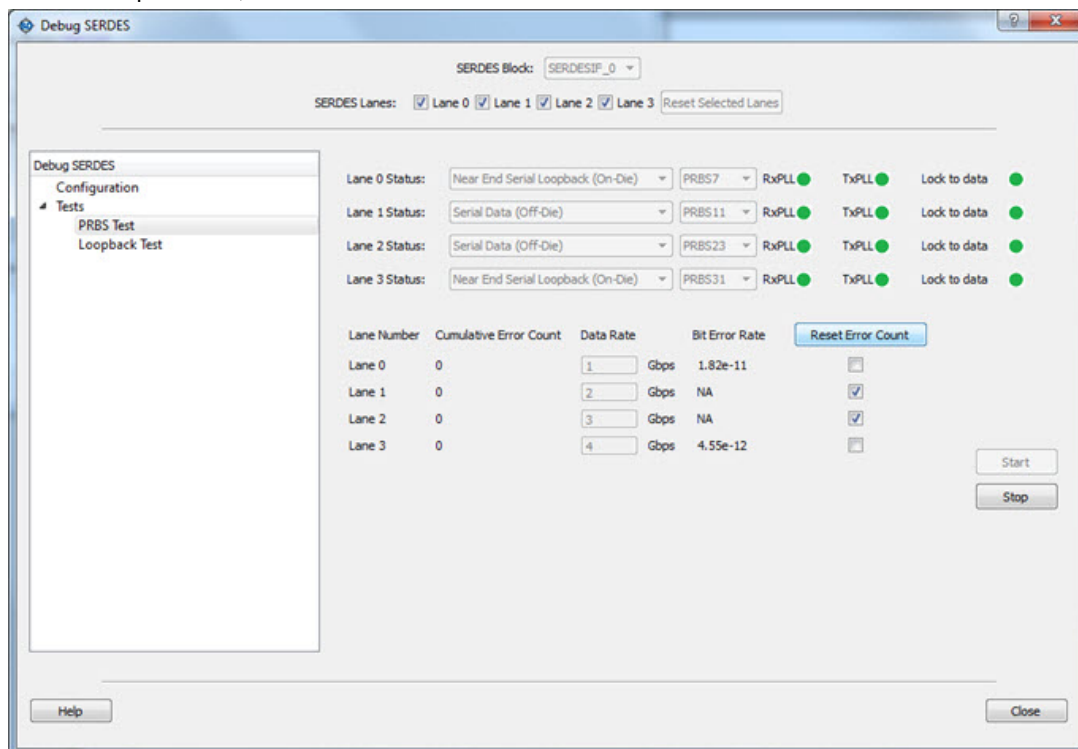 Debug SERDES
SERDES Block: SERDESIF_0
SERDES Lanes: Lane 0 Lane 1 Lane 2 Lane 3 Reset Selected Lanes
Debug SERDES
Configuration
Tests
PRBS Test
Loopback Test
Lane 0 Status: Near End Serial Loopback (On-Die) PRBS7 RxPLL TxPLL Lock to data
Lane 1 Status: Serial Data (Off-Die) PRBS11 RxPLL TxPLL Lock to data
Lane 2 Status: Serial Data (Off-Die) PRBS23 RxPLL TxPLL Lock to data
Lane 3 Status: Near End Serial Loopback (On-Die) PRBS31 RxPLL TxPLL Lock to data
Lane Number Cumulative Error Count Data Rate Bit Error Rate Reset Error Count
Lane 0 0 1 Gbps 1.82e-11
Lane 1 0 2 Gbps NA
Lane 2 0 3 Gbps NA
Lane 3 0 4 Gbps 4.55e-12
Start
Stop
Help Close